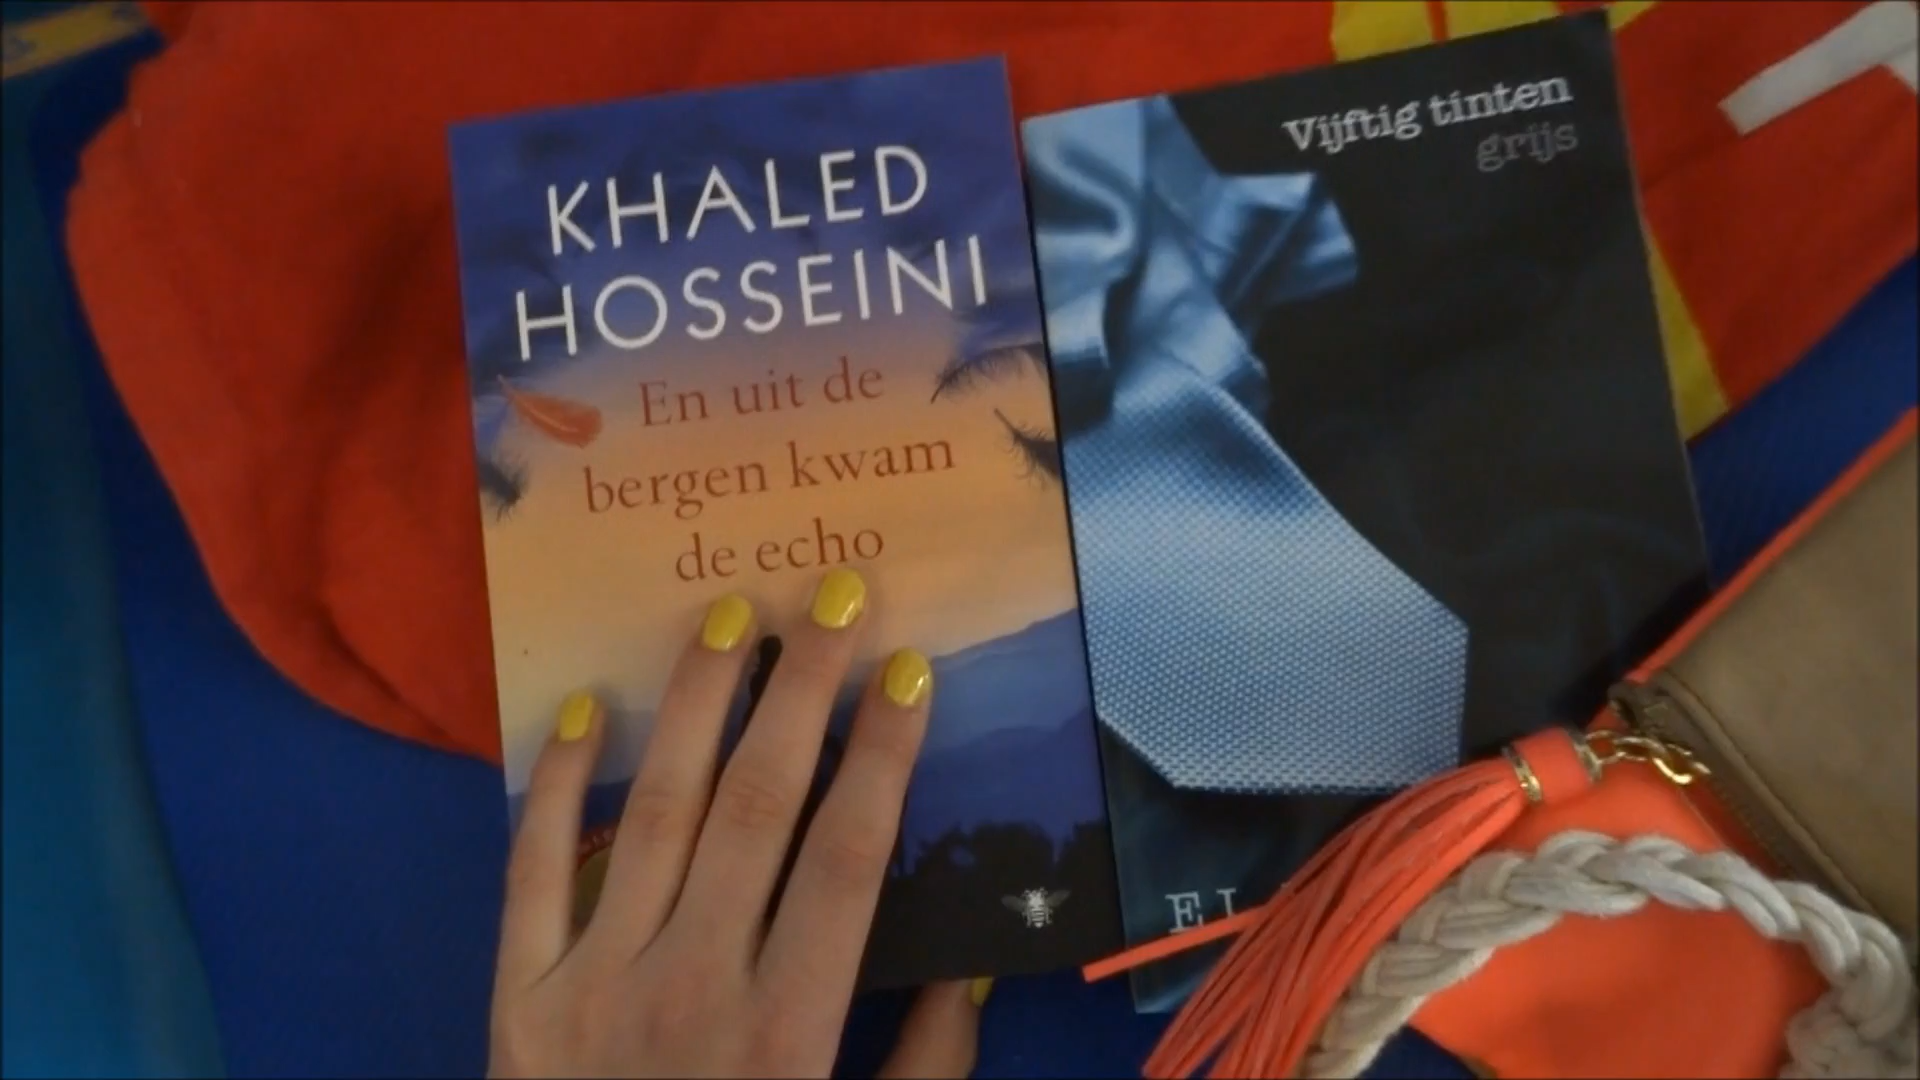 KHALED
HOSSEINI
En uit de
bergen kwam
de echo
Vijftig tinten
grijs
E L